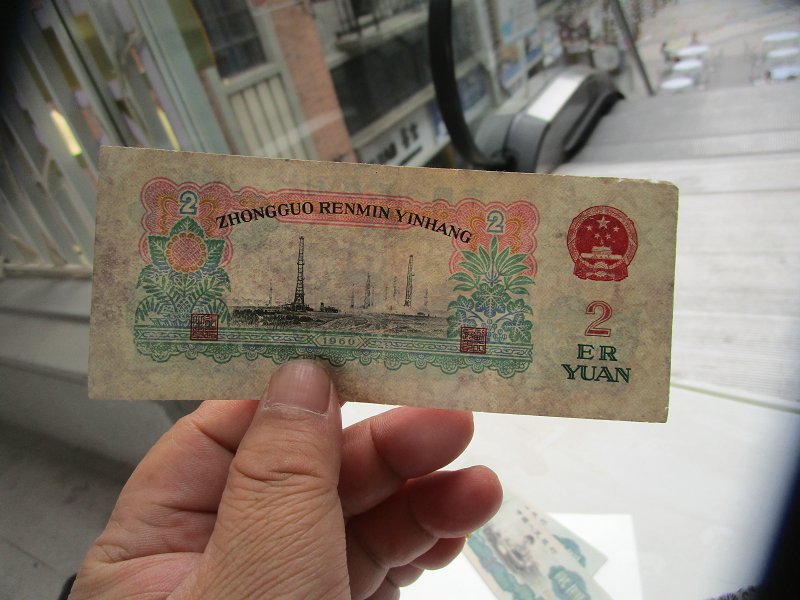 2
ZHONGGUO RENMIN YINHANG
2
1960
2
ER
YUAN